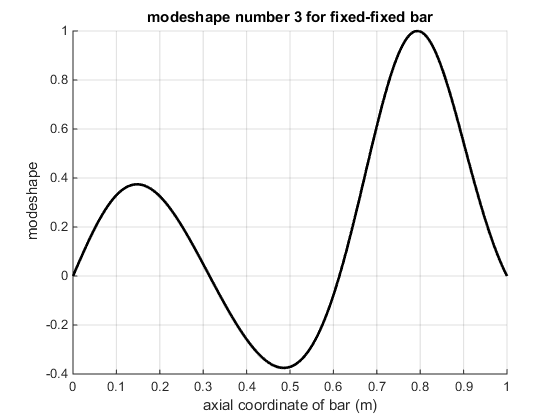 modeshape number 3 for fixed-fixed bar
1
0.8
0.6
0.4
0.2
0
-0.2
-0.4
modeshape
0 0.1 0.2 0.3 0.4 0.5 0.6 0.7 0.8 0.9 1
axial coordinate of bar (m)